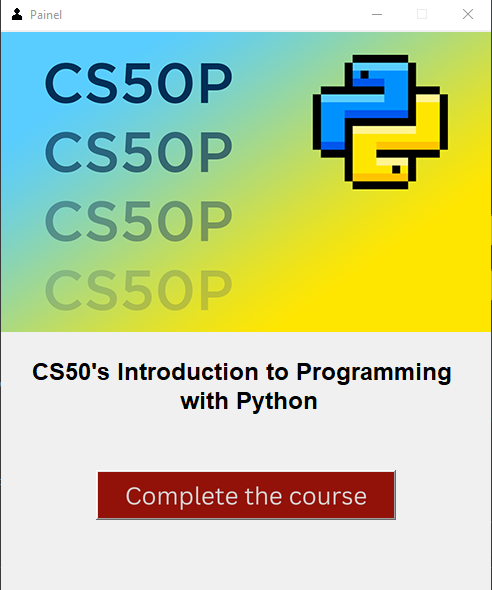 Painel
CS50P
CS50P
CS50P
CS50P
CS50's Introduction to Programming
with Python
Complete the course